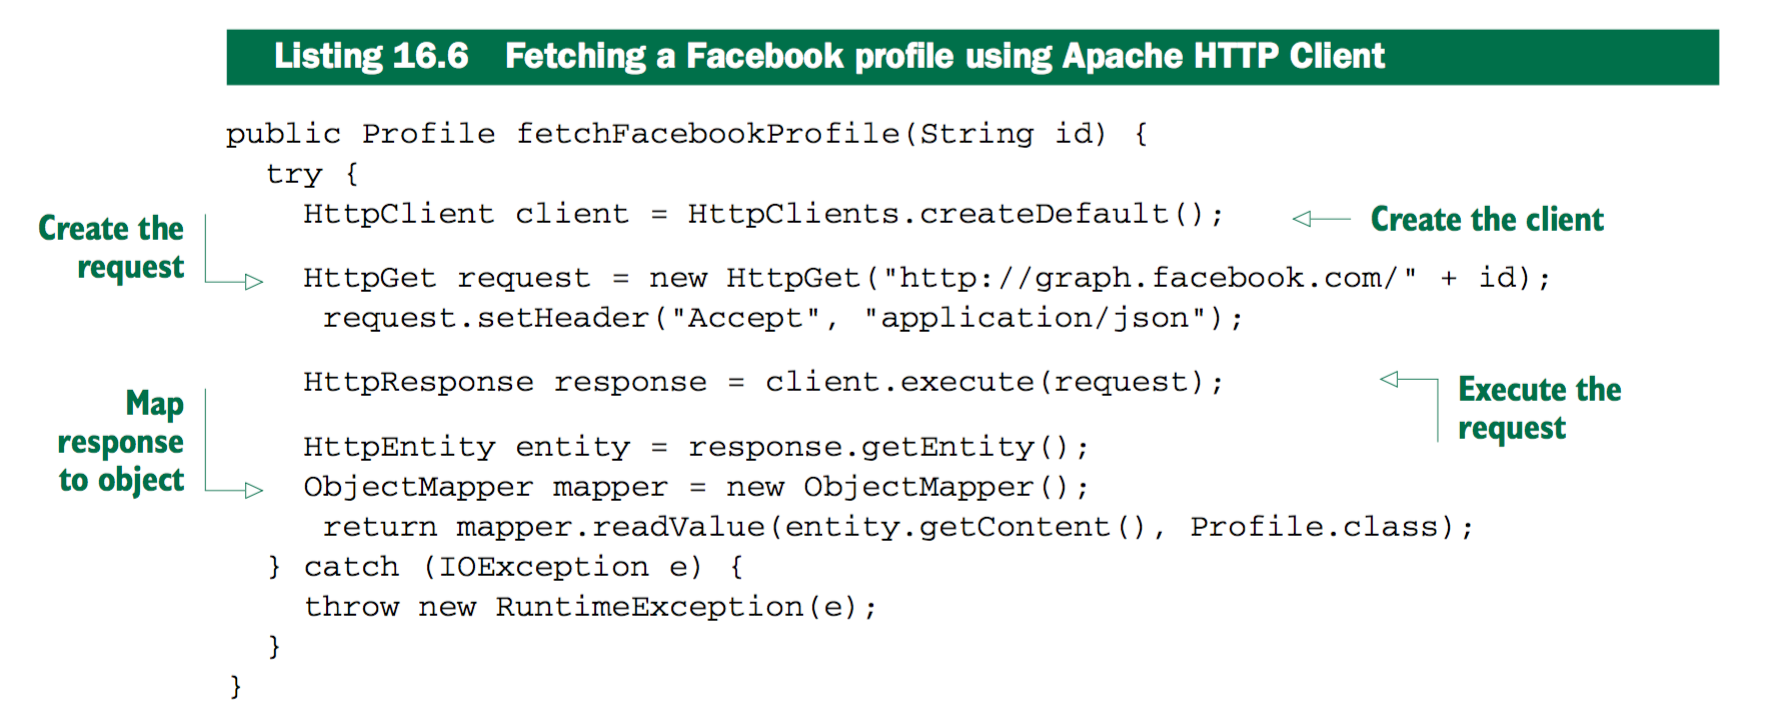 Listing 16.6 Fetching a Facebook profile using Apache HTTP Client
public Profile fetchFacebookProfile(String id) {
try {
HttpClient client = HttpClients.createDefault();
Create the client
Create the
request
HttpGet request = new HttpGet("http://graph.facebook.com/" + id);
request.setHeader("Accept", "application/json");
HttpResponse response = client.execute(request);
Execute the
request
Map
response
to object
HttpEntity entity = response.getEntity();
ObjectMapper mapper = new ObjectMapper();
return mapper.readValue(entity.getContent(), Profile.class);
} catch (IOException e) {
throw new RuntimeException(e);
}
}